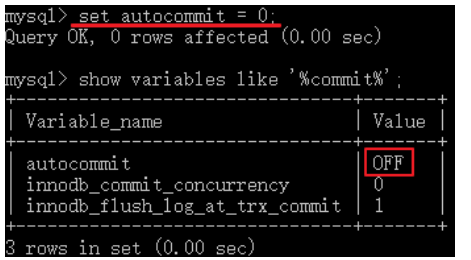 mysql> set autocommit = 0;
Query OK, 0 rows affected (0.00 sec)
mysql> show variables like '%commit%';
+--------------------------------+-------+
| Variable_name                  | Value |
+--------------------------------+-------+
| autocommit                     | OFF   |
| innodb_commit_concurrency      | 0     |
| innodb_flush_log_at_trx_commit | 1     |
+--------------------------------+-------+
3 rows in set (0.00 sec)